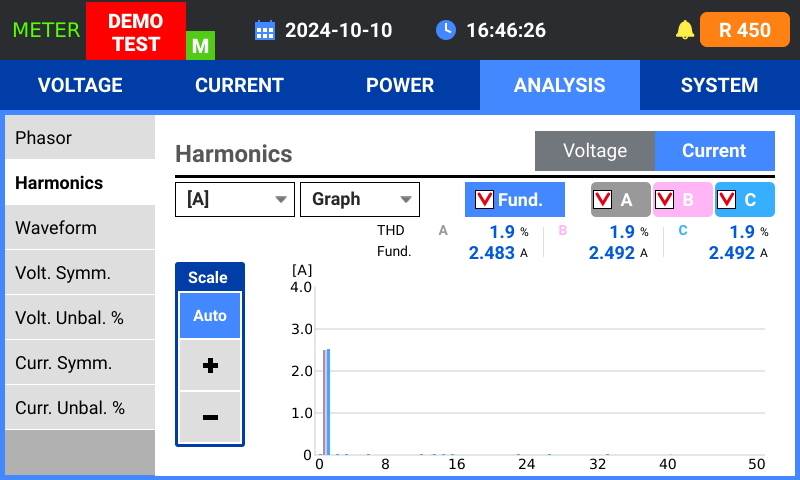 METER
DEMO
TEST
M
2024-10-10
16:46:26
R 450
VOLTAGE
CURRENT
POWER
ANALYSIS
SYSTEM
Phasor
Harmonics
Waveform
Volt. Symm.
Volt. Unbal. %
Curr. Symm.
Curr. Unbal. %
Harmonics
Voltage
Current
[A]
Graph
Fund.
A
B
C
THD A 1.9 % B 1.9 % C 1.9 %
Fund. 2.483 A 2.492 A 2.492 A
Scale
Auto
+
−
[A]
4.0
3.0
2.0
1.0
0
0 8 16 24 32 40 50